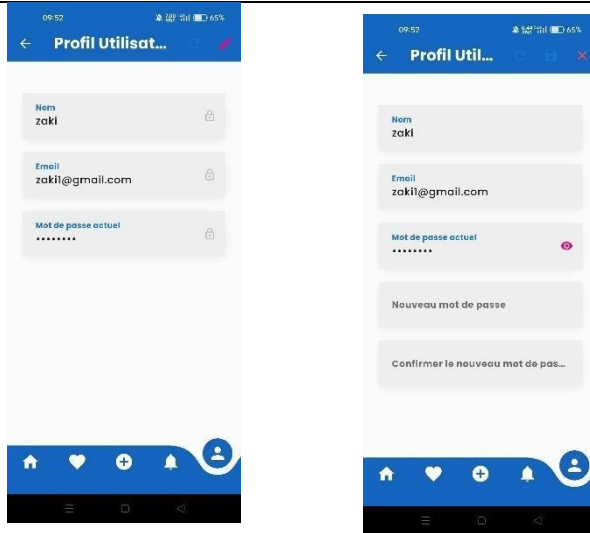 09:52
65%
Profil Utilisat...
Nom
zaki
Email
zaki1@gmail.com
Mot de passe actuel
••••••••
09:52
65%
Profil Util...
Nom
zaki
Email
zaki1@gmail.com
Mot de passe actuel
••••••••
Nouveau mot de passe
Confirmer le nouveau mot de pas...